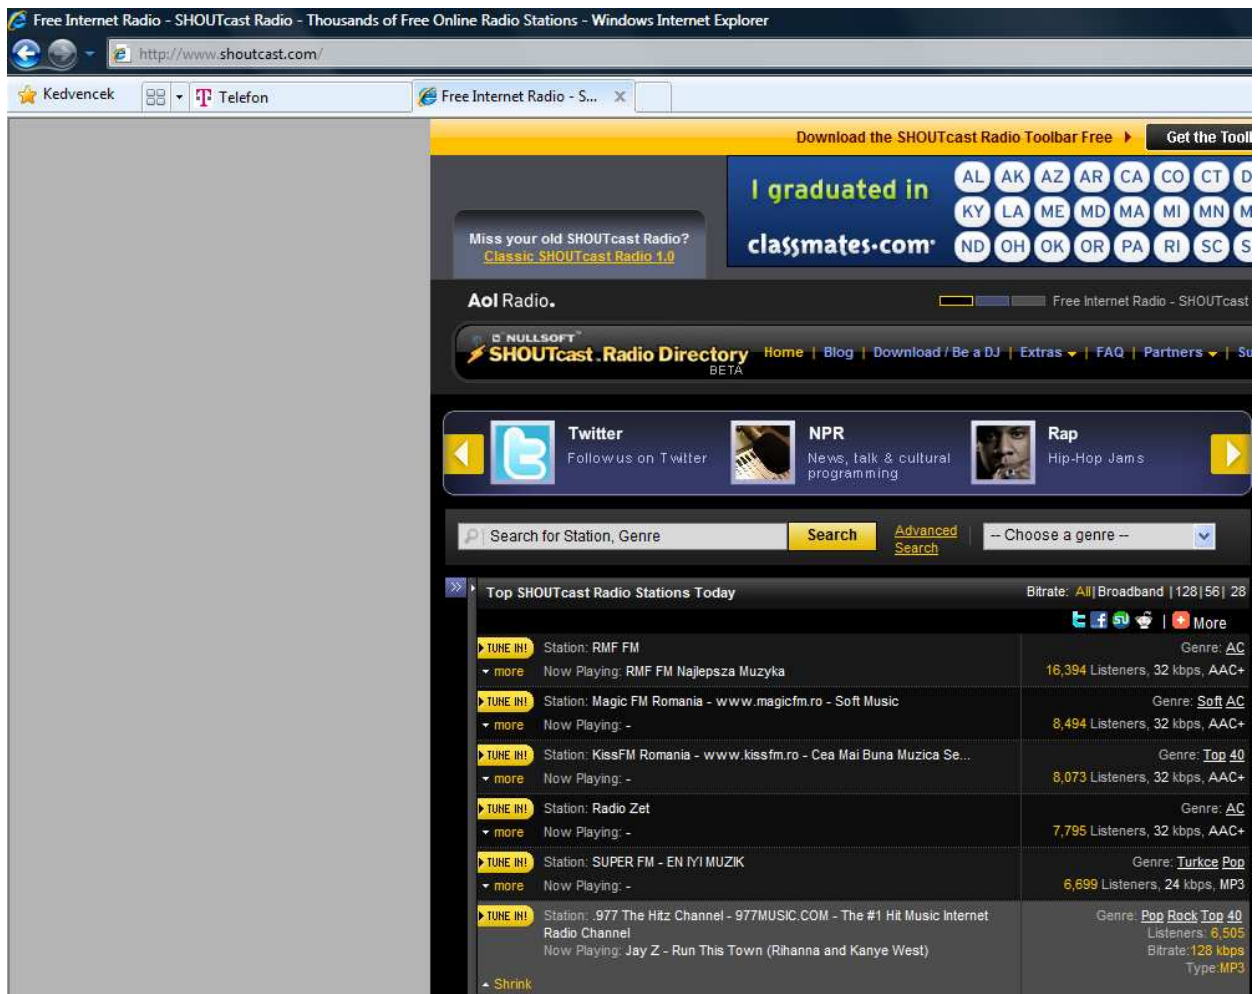 Free Internet Radio - SHOUTcast Radio - Thousands of Free Online Radio Stations - Windows Internet Explorer
http://www.shoutcast.com/
Kedvencek Telefon Free Internet Radio - S...
Download the SHOUTcast Radio Toolbar Free Get the Tool
I graduated in AL AK AZ AR CA CO CT D
KY LA ME MD MA MI MN M
classmates.com ND OH OK OR PA RI SC S
Miss your old SHOUTcast Radio?
Classic SHOUTcast Radio 1.0
Aol Radio. Free Internet Radio - SHOUTcast
NULLSOFT™
SHOUTcast.Radio Directory Home | Blog | Download / Be a DJ | Extras | FAQ | Partners | Su
BETA
Twitter
Follow us on Twitter
NPR
News, talk & cultural
programming
Rap
Hip-Hop Jams
Search for Station, Genre Search Advanced
Search
-- Choose a genre --
Top SHOUTcast Radio Stations Today Bitrate: All|Broadband |128|56| 28
More
TUNE IN! Station: RMF FM Genre: AC
more Now Playing: RMF FM Najlepsza Muzyka 16,394 Listeners, 32 kbps, AAC+
TUNE IN! Station: Magic FM Romania - www.magicfm.ro - Soft Music Genre: Soft AC
more Now Playing: - 8,494 Listeners, 32 kbps, AAC+
TUNE IN! Station: KissFM Romania - www.kissfm.ro - Cea Mai Buna Muzica Se... Genre: Top 40
more Now Playing: - 8,073 Listeners, 32 kbps, AAC+
TUNE IN! Station: Radio Zet Genre: AC
more Now Playing: - 7,795 Listeners, 32 kbps, AAC+
TUNE IN! Station: SUPER FM - EN IYI MUZIK Genre: Turkce Pop
more Now Playing: - 6,699 Listeners, 24 kbps, MP3
TUNE IN! Station: .977 The Hitz Channel - 977MUSIC.COM - The #1 Hit Music Internet Genre: Pop Rock Top 40
Radio Channel Listeners: 6,505
Now Playing: Jay Z - Run This Town (Rihanna and Kanye West) Bitrate:128 kbps
Type:MP3
Shrink